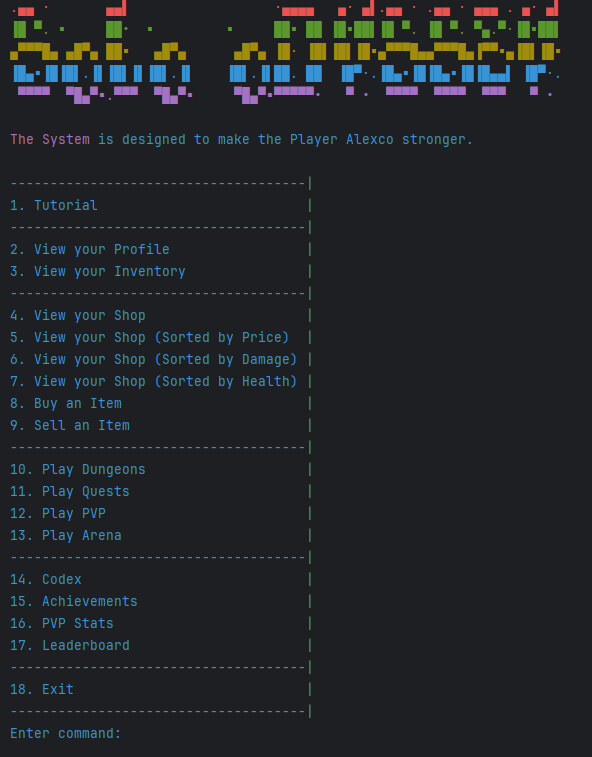 SOLO ODYSSEY
The System is designed to make the Player Alexco stronger.
1. Tutorial
2. View your Profile
3. View your Inventory
4. View your Shop
5. View your Shop (Sorted by Price)
6. View your Shop (Sorted by Damage)
7. View your Shop (Sorted by Health)
8. Buy an Item
9. Sell an Item
10. Play Dungeons
11. Play Quests
12. Play PVP
13. Play Arena
14. Codex
15. Achievements
16. PVP Stats
17. Leaderboard
18. Exit
Enter command: